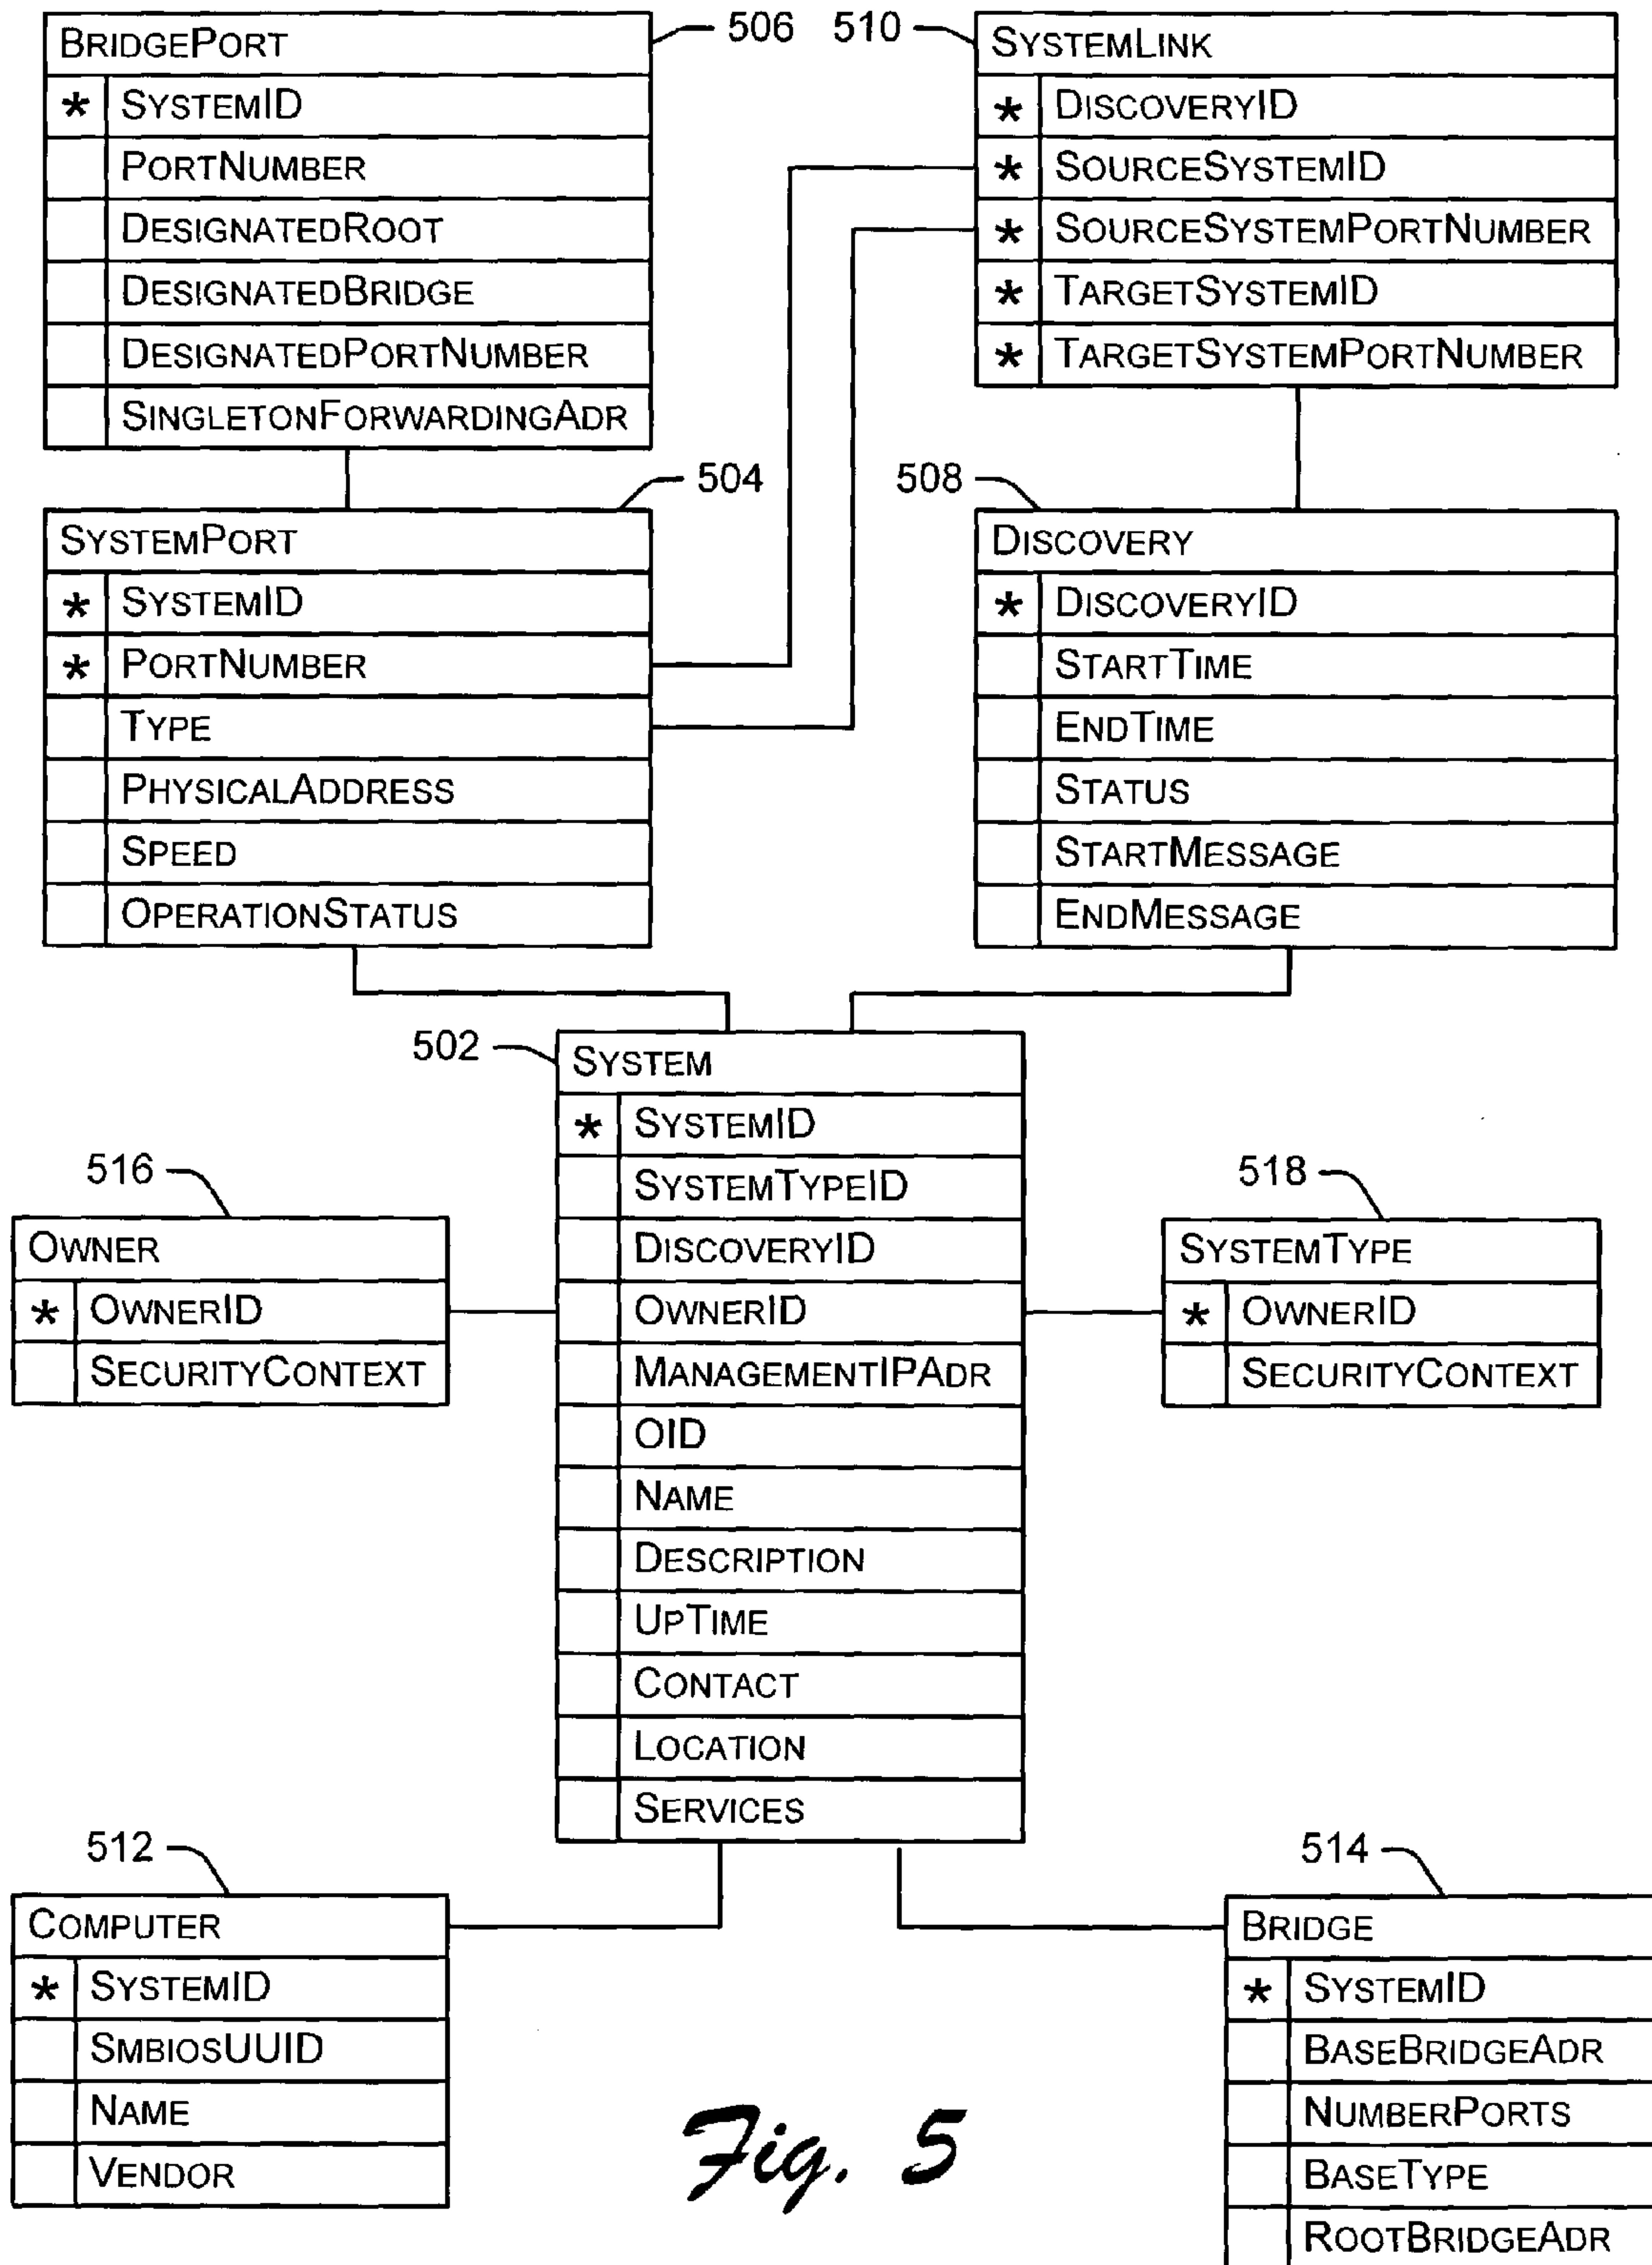 506
510
BRIDGEPORT
* SYSTEMID
PORTNUMBER
DESIGNATEDROOT
DESIGNATEDBRIDGE
DESIGNATEDPORTNUMBER
SINGLETONFORWARDINGADR
SYSTEMLINK
* DISCOVERYID
* SOURCESYSTEMID
* SOURCESYSTEMPORTNUMBER
* TARGETSYSTEMID
* TARGETSYSTEMPORTNUMBER
504
508
SYSTEMPORT
* SYSTEMID
* PORTNUMBER
TYPE
PHYSICALADDRESS
SPEED
OPERATIONSTATUS
DISCOVERY
* DISCOVERYID
STARTTIME
ENDTIME
STATUS
STARTMESSAGE
ENDMESSAGE
502
SYSTEM
* SYSTEMID
SYSTEMTYPEID
DISCOVERYID
OWNERID
MANAGEMENTIPADR
OID
NAME
DESCRIPTION
UPTIME
CONTACT
LOCATION
SERVICES
516
OWNER
* OWNERID
SECURITYCONTEXT
518
SYSTEMTYPE
* OWNERID
SECURITYCONTEXT
512
COMPUTER
* SYSTEMID
SMBIOSUUID
NAME
VENDOR
514
BRIDGE
* SYSTEMID
BASEBRIDGEADR
NUMBERPORTS
BASETYPE
ROOTBRIDGEADR
Fig. 5